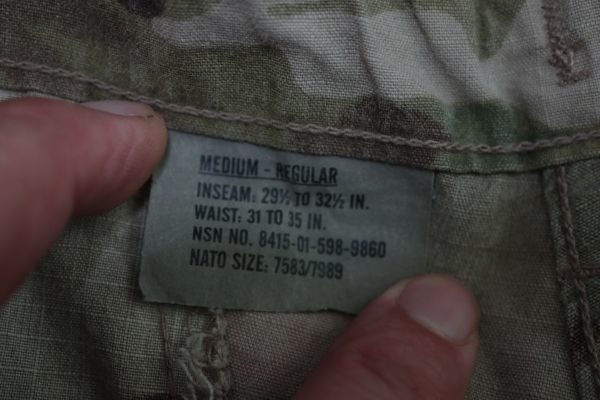 MEDIUM - REGULAR
INSEAM: 29½ TO 32½ IN.
WAIST: 31 TO 35 IN.
NSN NO. 8415-01-598-9860
NATO SIZE: 7583/7989